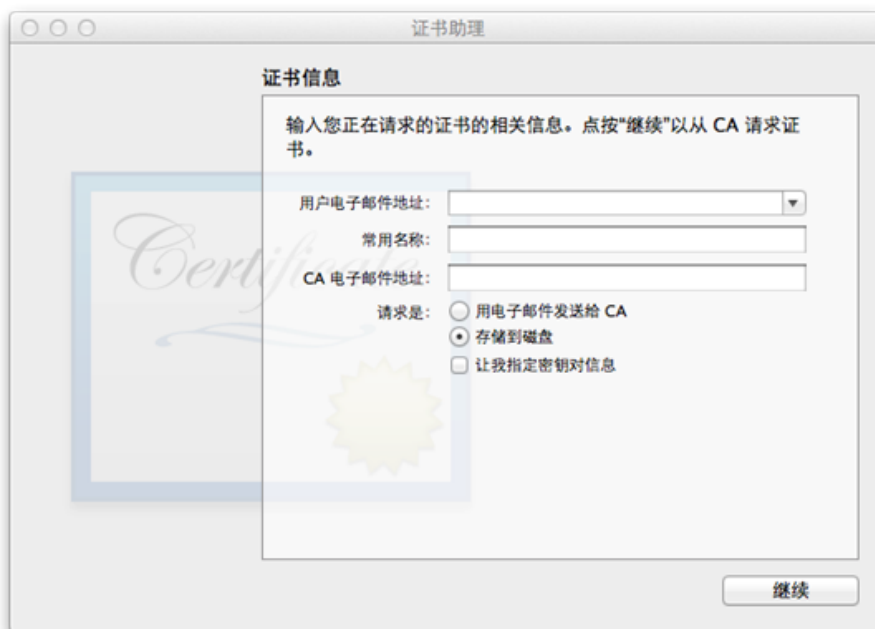 证书助理
证书信息
输入您正在请求的证书的相关信息。点按“继续”以从 CA 请求证
书。
用户电子邮件地址：
常用名称：
Certificate
CA 电子邮件地址：
请求是：
用电子邮件发送给 CA
存储到磁盘
让我指定密钥对信息
继续